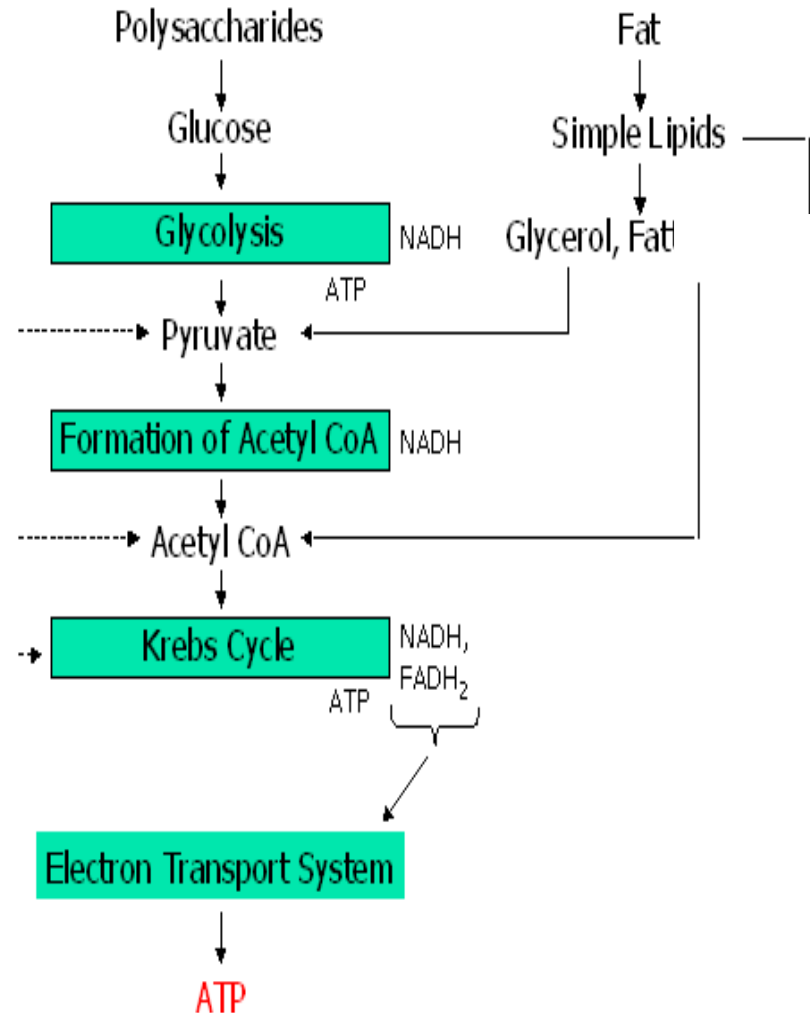 Polysaccharides
Fat
Glucose
Simple Lipids
Glycolysis
NADH
Glycerol, Fat
ATP
Pyruvate
Formation of Acetyl CoA
NADH
Acetyl CoA
Krebs Cycle
NADH,
FADH₂
ATP
Electron Transport System
ATP